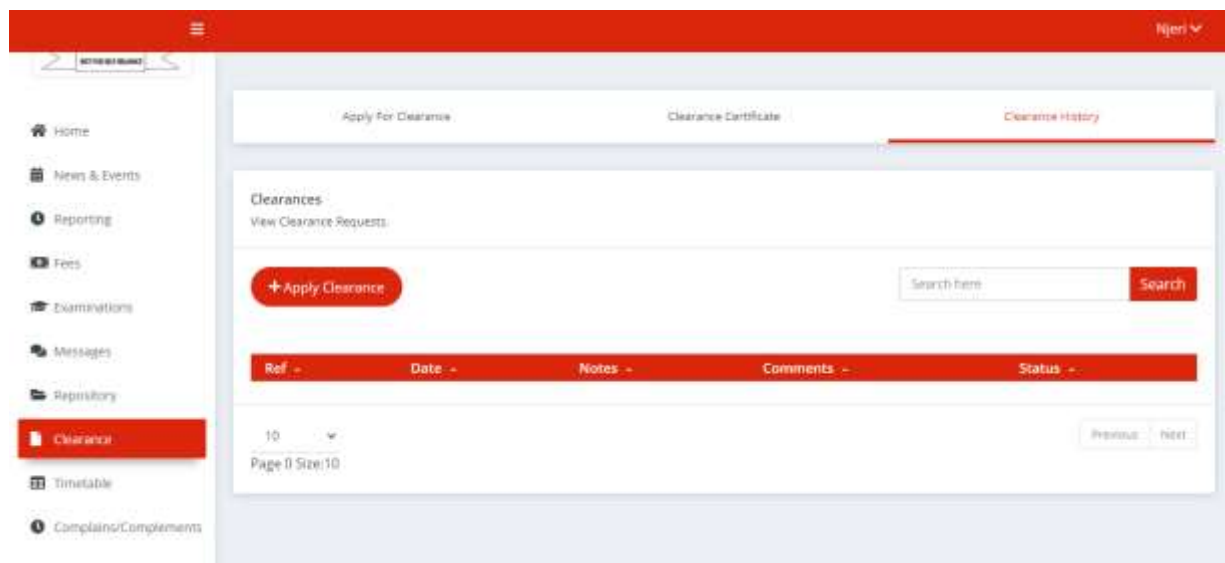 Njeri
Home
News & Events
Reporting
Fees
Examinations
Messages
Repository
Clearance
Timetable
Complains/Complements
Apply For Clearance
Clearance Certificate
Clearance History
Clearances
View Clearance Requests
+ Apply Clearance
Search here
Search
Ref Date Notes Comments Status
10
Page 0 Size:10
Previous Next